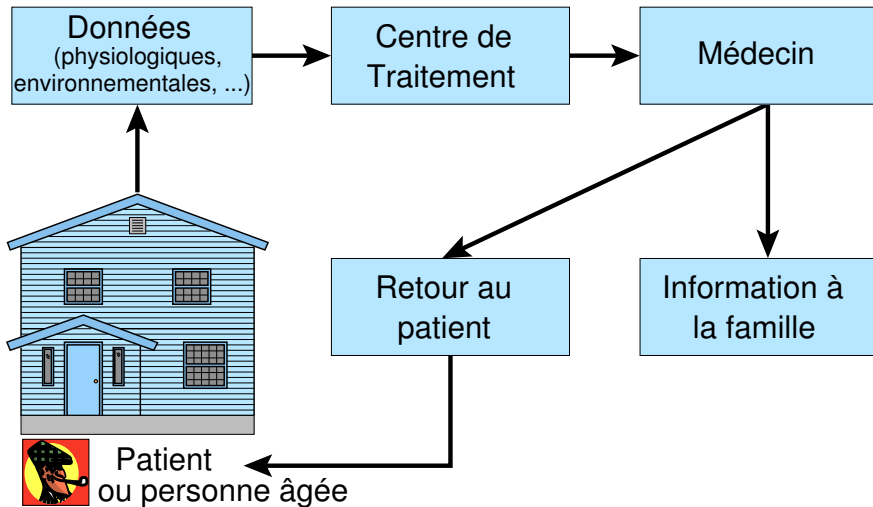 Données
(physiologiques,
environnementales, ...)
Centre de
Traitement
Médecin
Retour au
patient
Information à
la famille
Patient
ou personne âgée